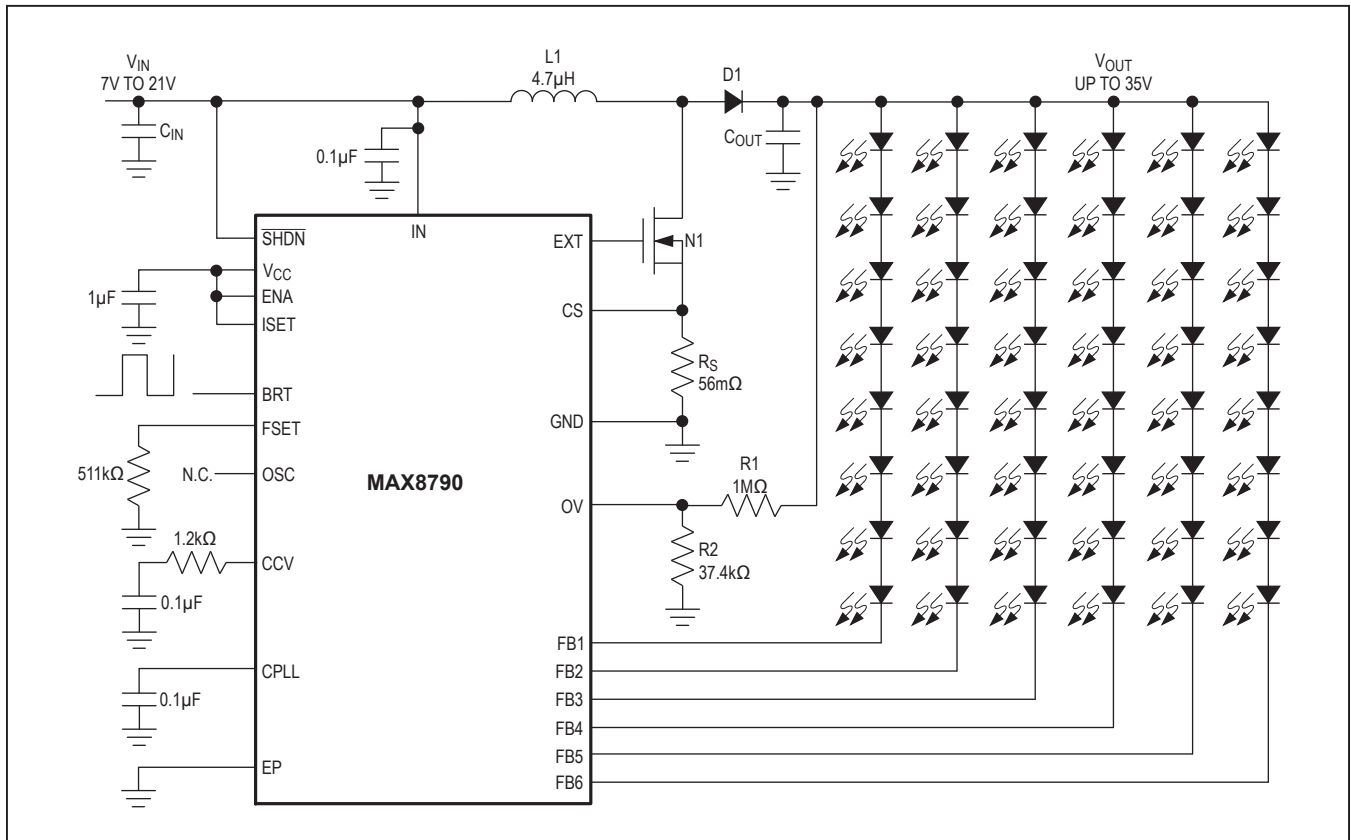 VIN
7V TO 21V
CIN
0.1µF
L1
4.7µH
D1
COUT
VOUT
UP TO 35V
SHDN
IN
EXT
N1
VCC
1µF
ENA
ISET
CS
RS
56mΩ
BRT
GND
FSET
511kΩ
N.C.
OSC
MAX8790
R1
1MΩ
OV
R2
37.4kΩ
1.2kΩ
CCV
0.1µF
CPLL
0.1µF
EP
FB1
FB2
FB3
FB4
FB5
FB6